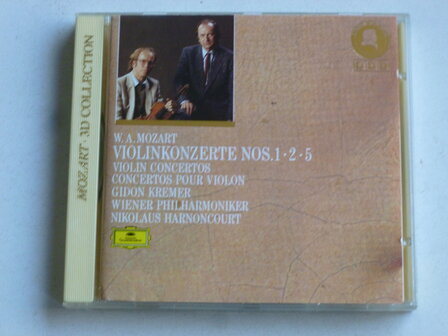 MOZART · 3D COLLECTION
W. A. MOZART
VIOLINKONZERTE NOS. 1 · 2 · 5
VIOLIN CONCERTOS
CONCERTOS POUR VIOLON
GIDON KREMER
WIENER PHILHARMONIKER
NIKOLAUS HARNONCOURT